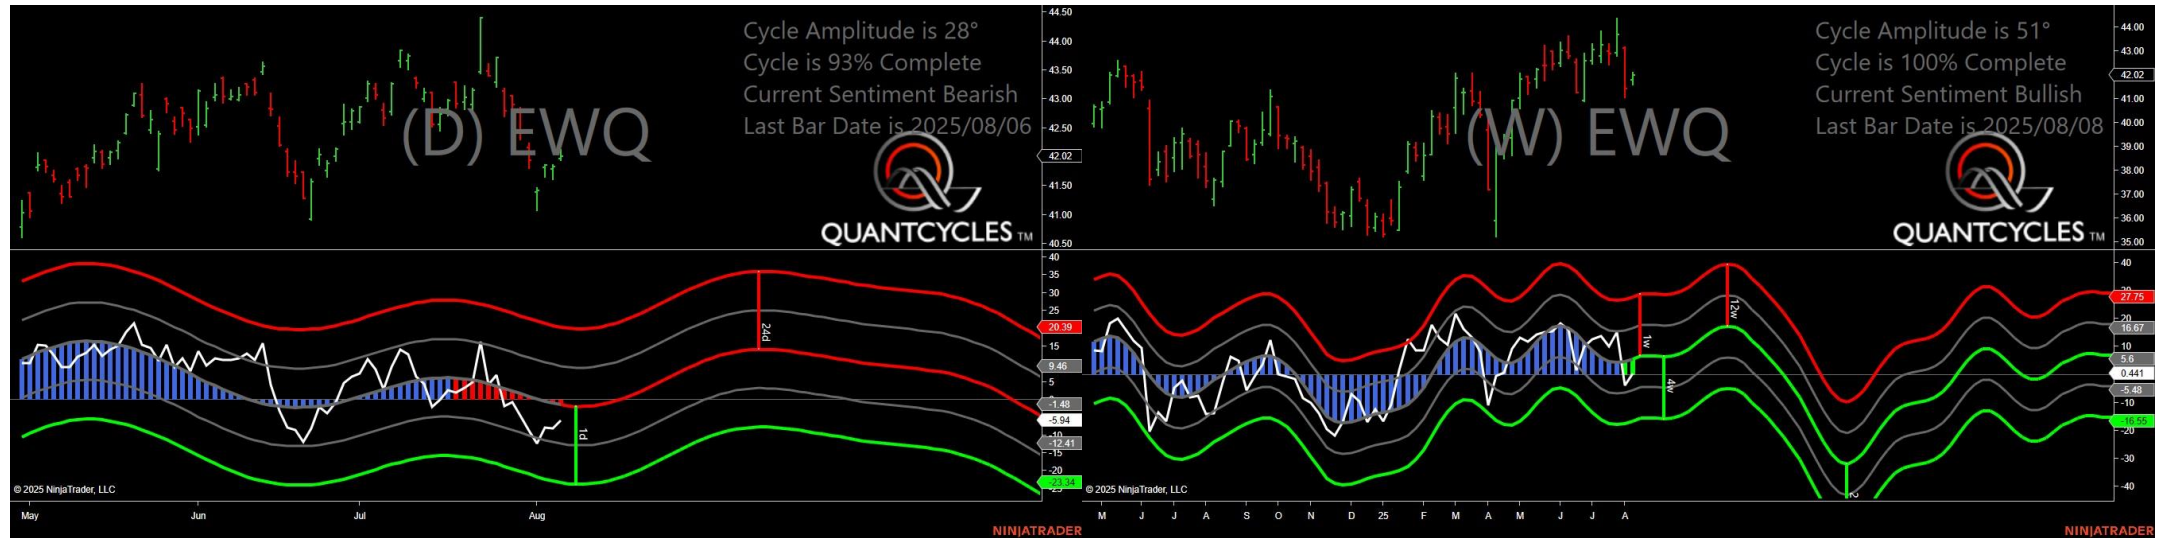 Cycle Amplitude is 28°
Cycle is 93% Complete
Current Sentiment Bearish
Last Bar Date is 2025/08/06
(D) EWQ
QUANTCYCLES TM
44.50
44.00
43.50
43.00
42.50
42.02
41.50
41.00
40.50
40
35
30
25
20.39
15
9.46
5
-1.48
-5.94
-10
-12.41
-15
-20
-23.34
24d
1d
© 2025 NinjaTrader, LLC
May Jun Jul Aug
NINJATRADER
Cycle Amplitude is 51°
Cycle is 100% Complete
Current Sentiment Bullish
Last Bar Date is 2025/08/08
(W) EWQ
QUANTCYCLES TM
44.00
43.00
42.02
41.00
40.00
39.00
38.00
37.00
36.00
35.00
40
27.75
20
16.67
10
5.6
0.441
-5.48
-10
-16.55
-20
-30
-40
1w
4w
12w
2
© 2025 NinjaTrader, LLC
M J J A S O N D 25 F M A M J J A
NINJATRADER